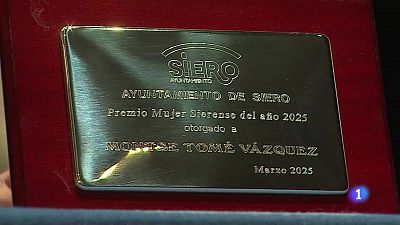 SIERO
AYUNTAMIENTO
AYUNTAMIENTO DE SIERO
Premio Mujer Sierense del año 2025
otorgado a
MONTSE TOMÉ VÁZQUEZ
Marzo 2025
1